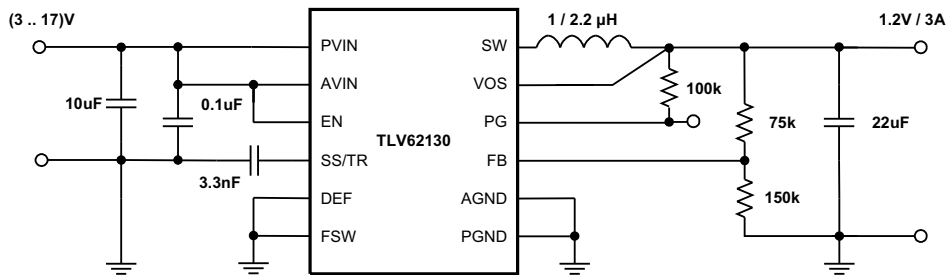 (3 .. 17)V
1 / 2.2 µH
1.2V / 3A
PVIN
SW
AVIN
VOS
100k
10uF
0.1uF
EN
PG
75k
22uF
TLV62130
SS/TR
FB
3.3nF
150k
DEF
AGND
FSW
PGND